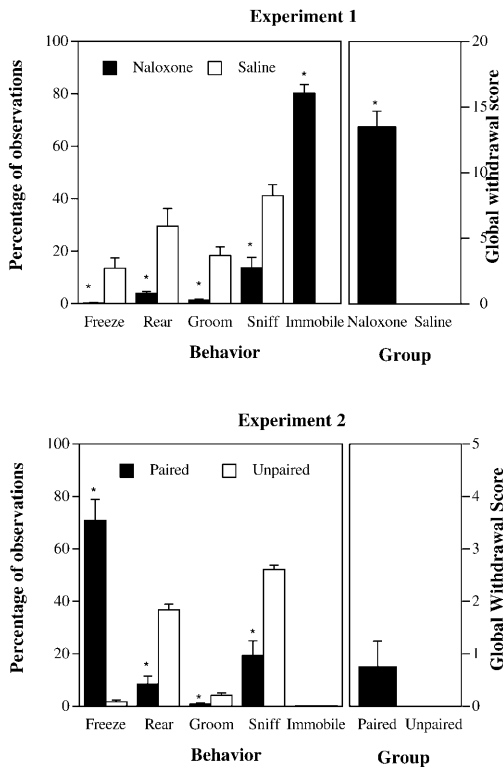 Experiment 1
Percentage of observations
100
80
60
40
20
0
Naloxone
Saline
*
*
*
*
*
Freeze Rear Groom Sniff Immobile
Behavior
*
20
15
10
5
0
Global withdrawal score
Naloxone Saline
Group
Experiment 2
Percentage of observations
100
80
60
40
20
0
Paired
Unpaired
*
*
*
*
Freeze Rear Groom Sniff Immobile
Behavior
5
4
3
2
1
0
Global Withdrawal Score
Paired Unpaired
Group